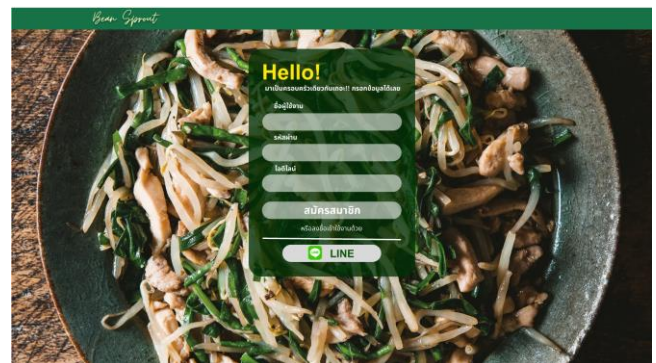 Bean Sprout
Hello!
มาเป็นครอบครัวเดียวกันเถอะ!! กรอกข้อมูลได้เลย
ชื่อผู้ใช้งาน
รหัสผ่าน
ไอดีไลน์
สมัครสมาชิก
หรือลงชื่อเข้าใช้งานด้วย
LINE